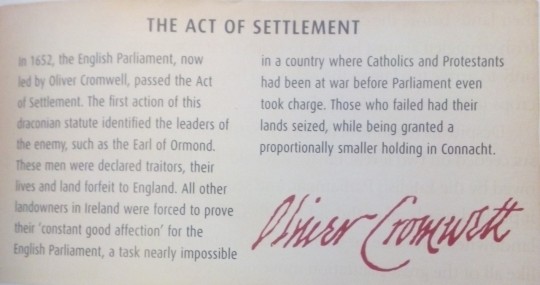 THE ACT OF SETTLEMENT
In 1652, the English Parliament, now
led by Oliver Cromwell, passed the Act
of Settlement. The first action of this
draconian statute identified the leaders of
the enemy, such as the Earl of Ormond.
These men were declared traitors, their
lives and land forfeit to England. All other
landowners in Ireland were forced to prove
their ‘constant good affection’ for the
English Parliament, a task nearly impossible
in a country where Catholics and Protestants
had been at war before Parliament even
took charge. Those who failed had their
lands seized, while being granted a
proportionally smaller holding in Connacht.
Oliver Cromwell